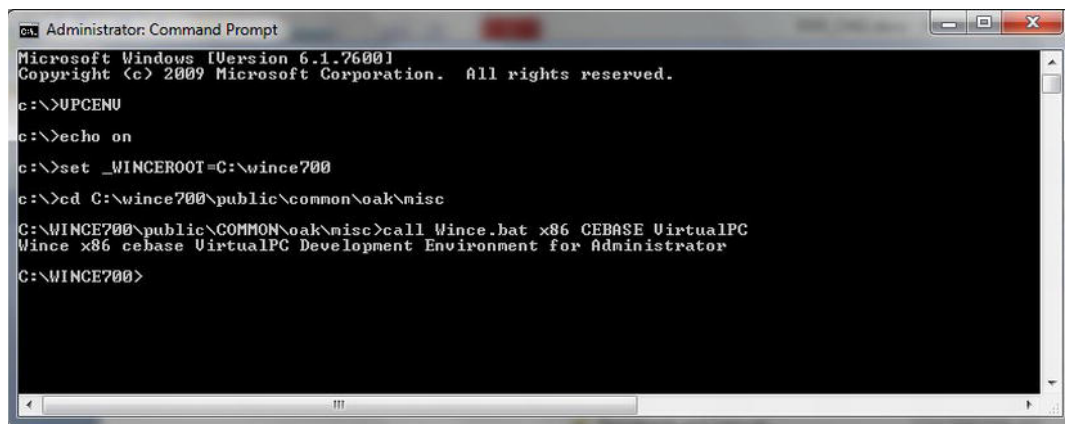 Administrator: Command Prompt
Microsoft Windows [Version 6.1.7600]
Copyright (c) 2009 Microsoft Corporation.  All rights reserved.
c:\>VPCENV
c:\>echo on
c:\>set _WINCEROOT=C:\wince700
c:\>cd C:\wince700\public\common\oak\misc
C:\WINCE700\public\COMMON\oak\misc>call Wince.bat x86 CEBASE VirtualPC
Wince x86 cebase VirtualPC Development Environment for Administrator
C:\WINCE700>